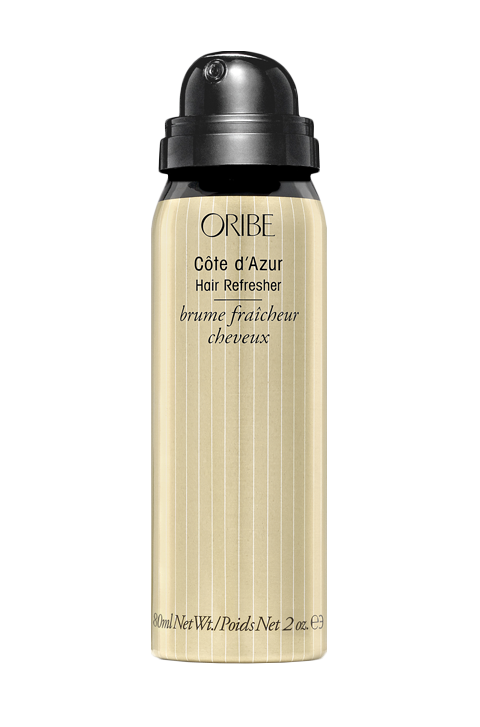 ORIBE
Côte d'Azur
Hair Refresher
brume fraîcheur
cheveux
80ml Net Wt./Poids Net 2 oz. ℮